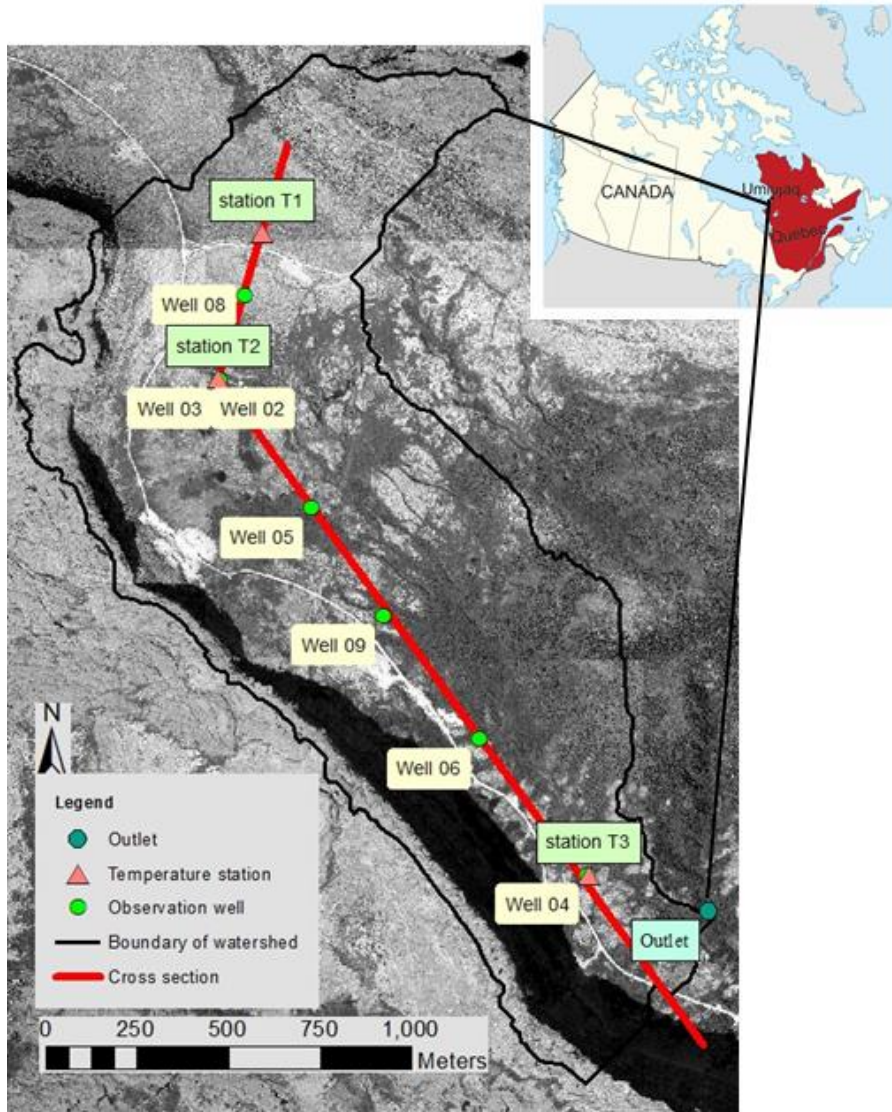 CANADA
Umiujaq
Quebec
station T1
Well 08
station T2
Well 03
Well 02
Well 05
Well 09
Well 06
station T3
Well 04
Outlet
N
Legend
Outlet
Temperature station
Observation well
Boundary of watershed
Cross section
0 250 500 750 1,000
Meters